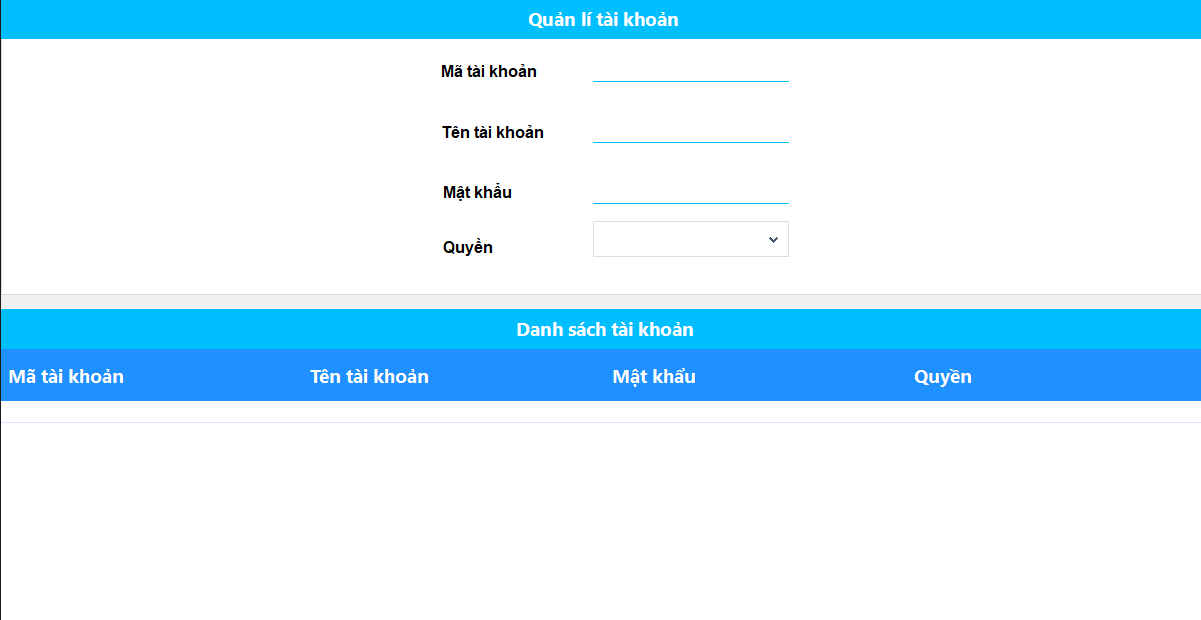 Quản lí tài khoản
Mã tài khoản
Tên tài khoản
Mật khẩu
Quyền
Danh sách tài khoản
Mã tài khoản Tên tài khoản Mật khẩu Quyền